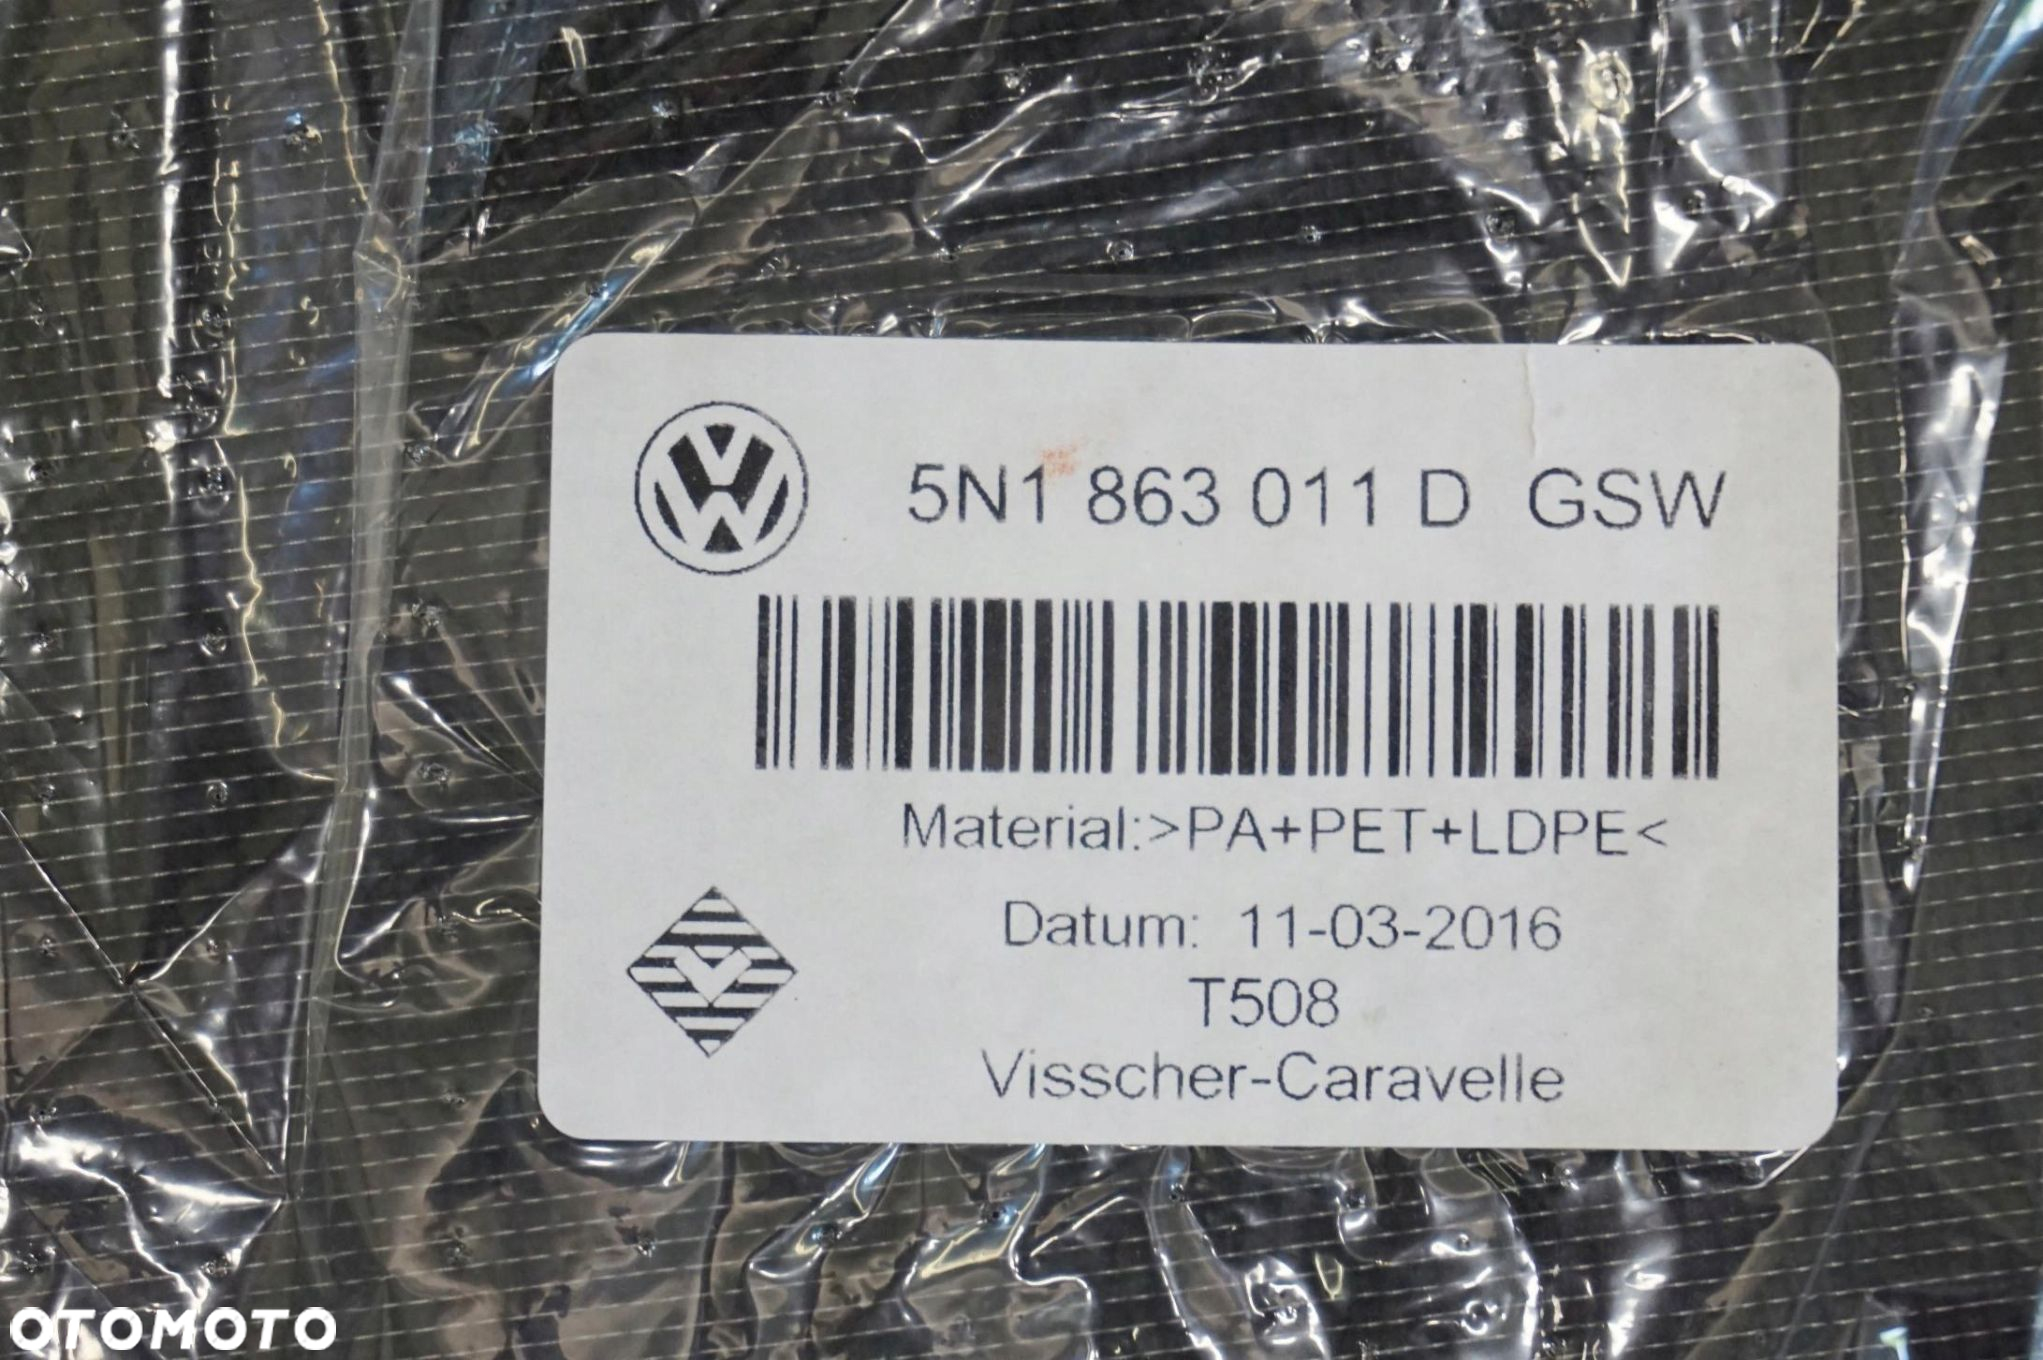 5N1 863 011 D GSW
Material:>PA+PET+LDPE<
Datum: 11-03-2016
T508
Visscher-Caravelle
OTOMOTO